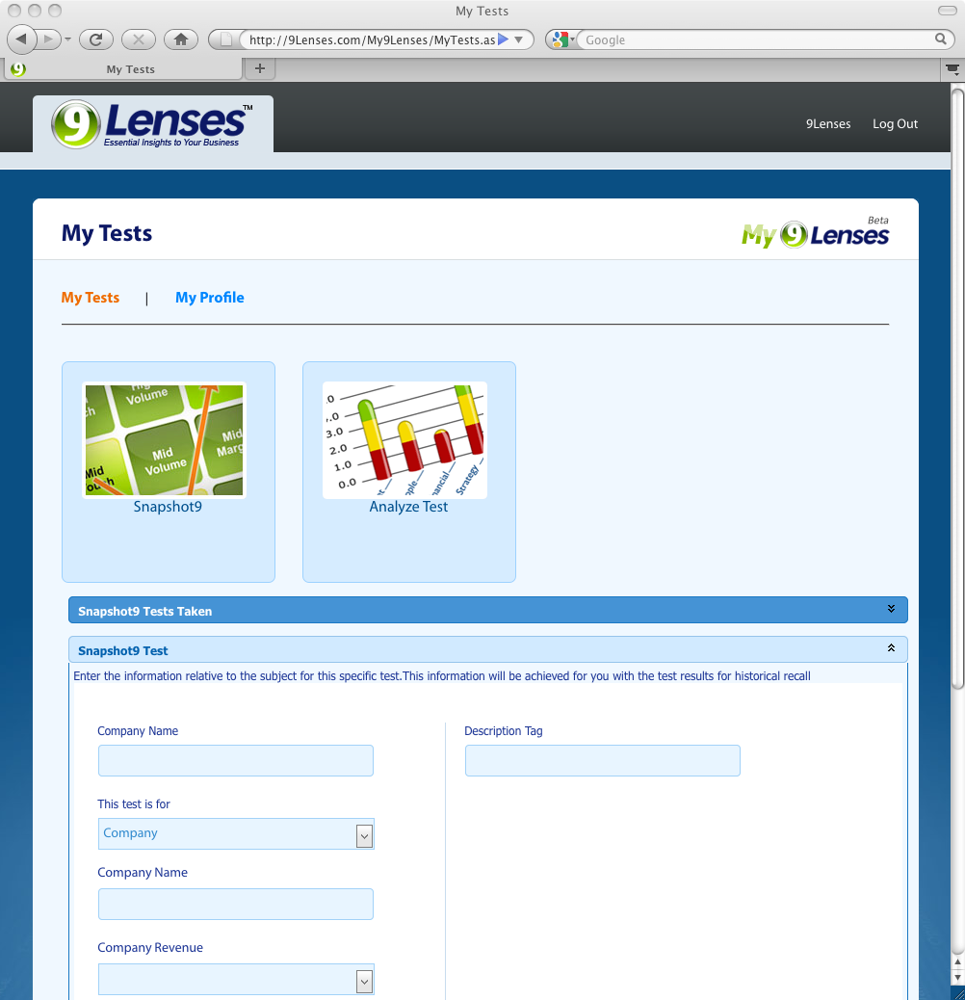 My Tests
http://9Lenses.com/My9Lenses/MyTests.as
Google
9
My Tests
9 Lenses™
Essential Insights to Your Business
9Lenses
Log Out
My Tests
Beta
My 9 Lenses
My Tests | My Profile
Volume
Mid
Volume
Mid
Mid
Snapshot9
3.0
2.0
1.0
0.0
Strategy
Analyze Test
Snapshot9 Tests Taken
Snapshot9 Test
Enter the information relative to the subject for this specific test.This information will be achieved for you with the test results for historical recall
Company Name
Description Tag
This test is for
Company
Company Name
Company Revenue